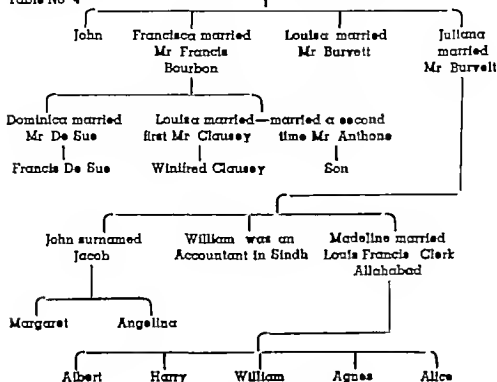 Table No 4
John Francisca married Louisa married Juliana
Mr Francis Mr Burvett married
Bourbon Mr Burvett
Dominica married Louisa married married a second
Mr De Sue first Mr Clausey time Mr Anthone
Francis De Sue Winifred Clausey Son
John surnamed William was an Madeline married
Jacob Accountant in Sindh Louis Francis Clerk
Allahabad
Margaret Angelina
Albert Harry William Agnes Alice